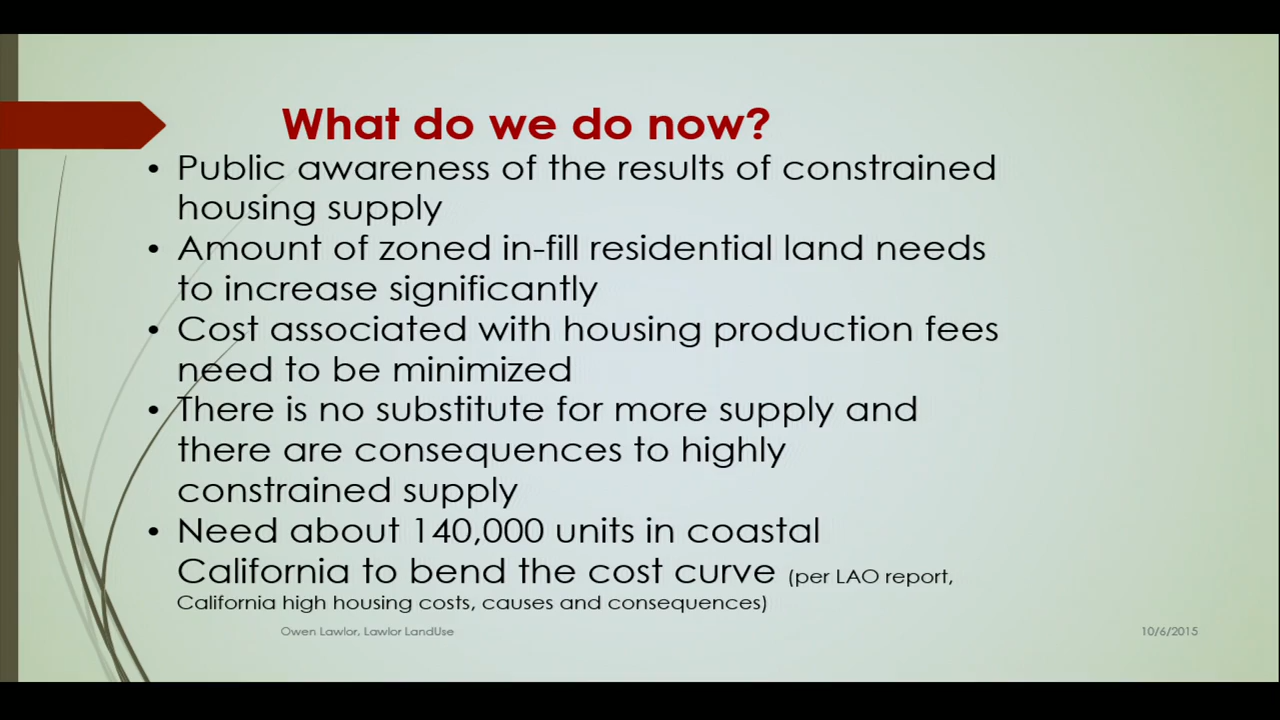 What do we do now?
• Public awareness of the results of constrained
housing supply
• Amount of zoned in-fill residential land needs
to increase significantly
• Cost associated with housing production fees
need to be minimized
• There is no substitute for more supply and
there are consequences to highly
constrained supply
• Need about 140,000 units in coastal
California to bend the cost curve (per LAO report,
California high housing costs, causes and consequences)
Owen Lawlor, Lawlor LandUse
10/6/2015